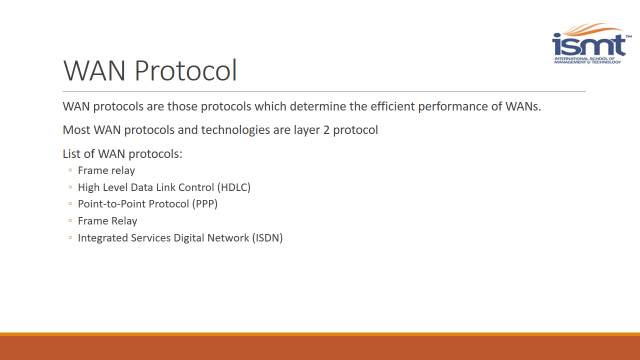 ismt™
INTERNATIONAL SCHOOL OF
MANAGEMENT & TECHNOLOGY
WAN Protocol
WAN protocols are those protocols which determine the efficient performance of WANs.
Most WAN protocols and technologies are layer 2 protocol
List of WAN protocols:
◦ Frame relay
◦ High Level Data Link Control (HDLC)
◦ Point-to-Point Protocol (PPP)
◦ Frame Relay
◦ Integrated Services Digital Network (ISDN)